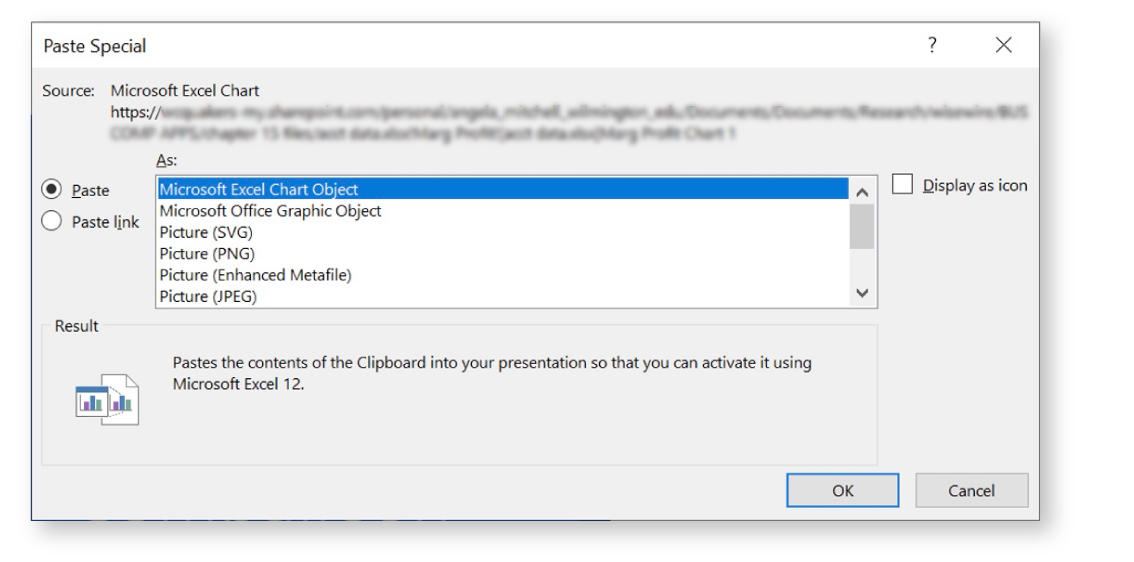 Paste Special
?
Source: Microsoft Excel Chart
https://
As:
Paste
Paste link
Microsoft Excel Chart Object
Microsoft Office Graphic Object
Picture (SVG)
Picture (PNG)
Picture (Enhanced Metafile)
Picture (JPEG)
Display as icon
Result
Pastes the contents of the Clipboard into your presentation so that you can activate it using
Microsoft Excel 12.
OK
Cancel